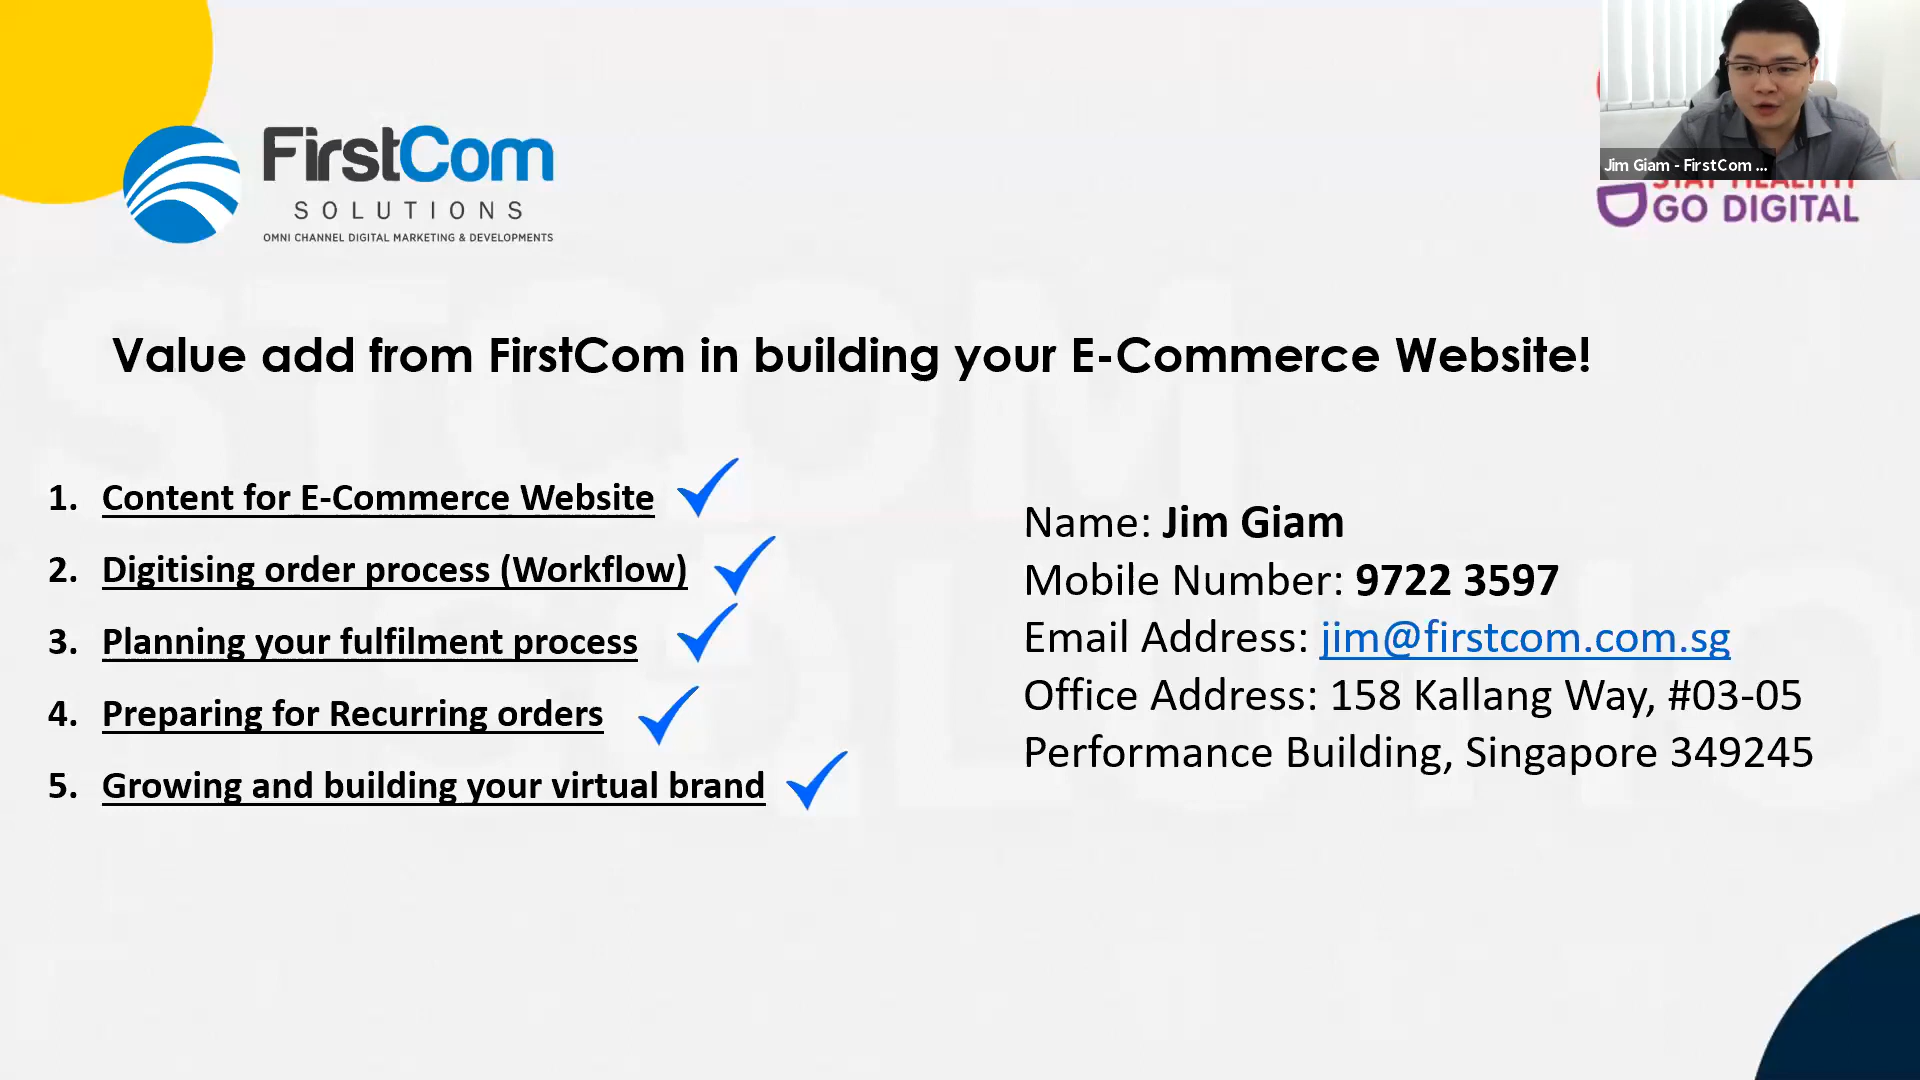 FirstCom
SOLUTIONS
OMNI CHANNEL DIGITAL MARKETING & DEVELOPMENTS
Jim Giam - FirstCom ...
GO DIGITAL
Value add from FirstCom in building your E-Commerce Website!
1. Content for E-Commerce Website
2. Digitising order process (Workflow)
3. Planning your fulfilment process
4. Preparing for Recurring orders
5. Growing and building your virtual brand
Name: Jim Giam
Mobile Number: 9722 3597
Email Address: jim@firstcom.com.sg
Office Address: 158 Kallang Way, #03-05
Performance Building, Singapore 349245